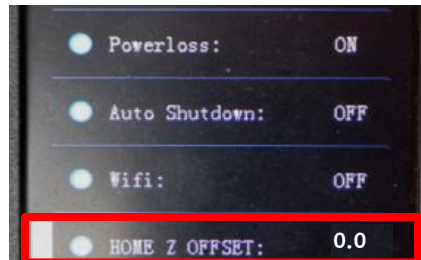 Powerloss: ON
Auto Shutdown: OFF
Wifi: OFF
HOME Z OFFSET: 0.0